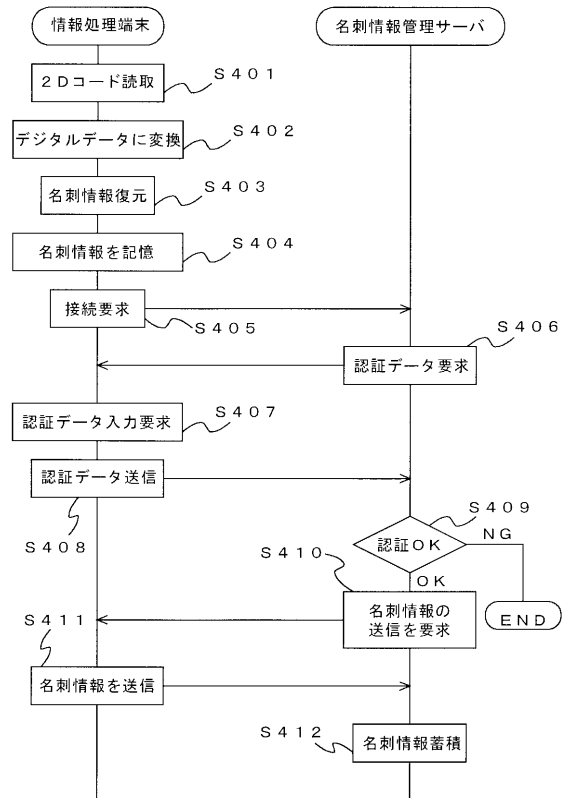 情報処理端末
名刺情報管理サーバ
２Ｄコード読取
Ｓ４０１
デジタルデータに変換
Ｓ４０２
名刺情報復元
Ｓ４０３
名刺情報を記憶
Ｓ４０４
接続要求
Ｓ４０５
認証データ要求
Ｓ４０６
認証データ入力要求
Ｓ４０７
認証データ送信
Ｓ４０８
認証ＯＫ
Ｓ４０９
ＮＧ
ＯＫ
ＥＮＤ
Ｓ４１０
名刺情報の
送信を要求
Ｓ４１１
名刺情報を送信
Ｓ４１２
名刺情報蓄積